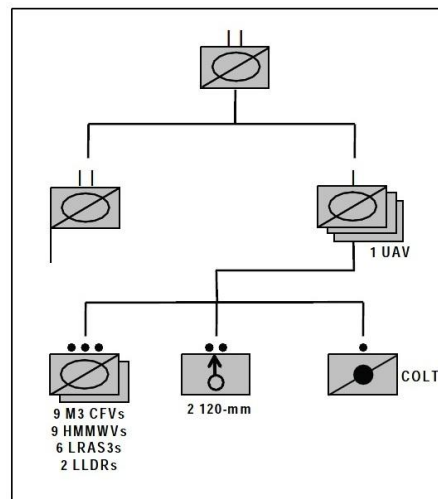 1 UAV
9 M3 CFVs
9 HMMWVs
6 LRAS3s
2 LLDRs
2 120-mm
COLT